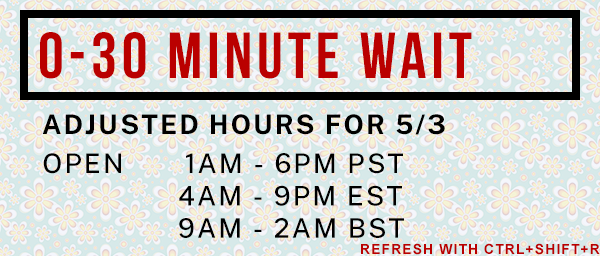 0-30 MINUTE WAIT
ADJUSTED HOURS FOR 5/3
OPEN 1AM - 6PM PST
4AM - 9PM EST
9AM - 2AM BST
REFRESH WITH CTRL+SHIFT+R